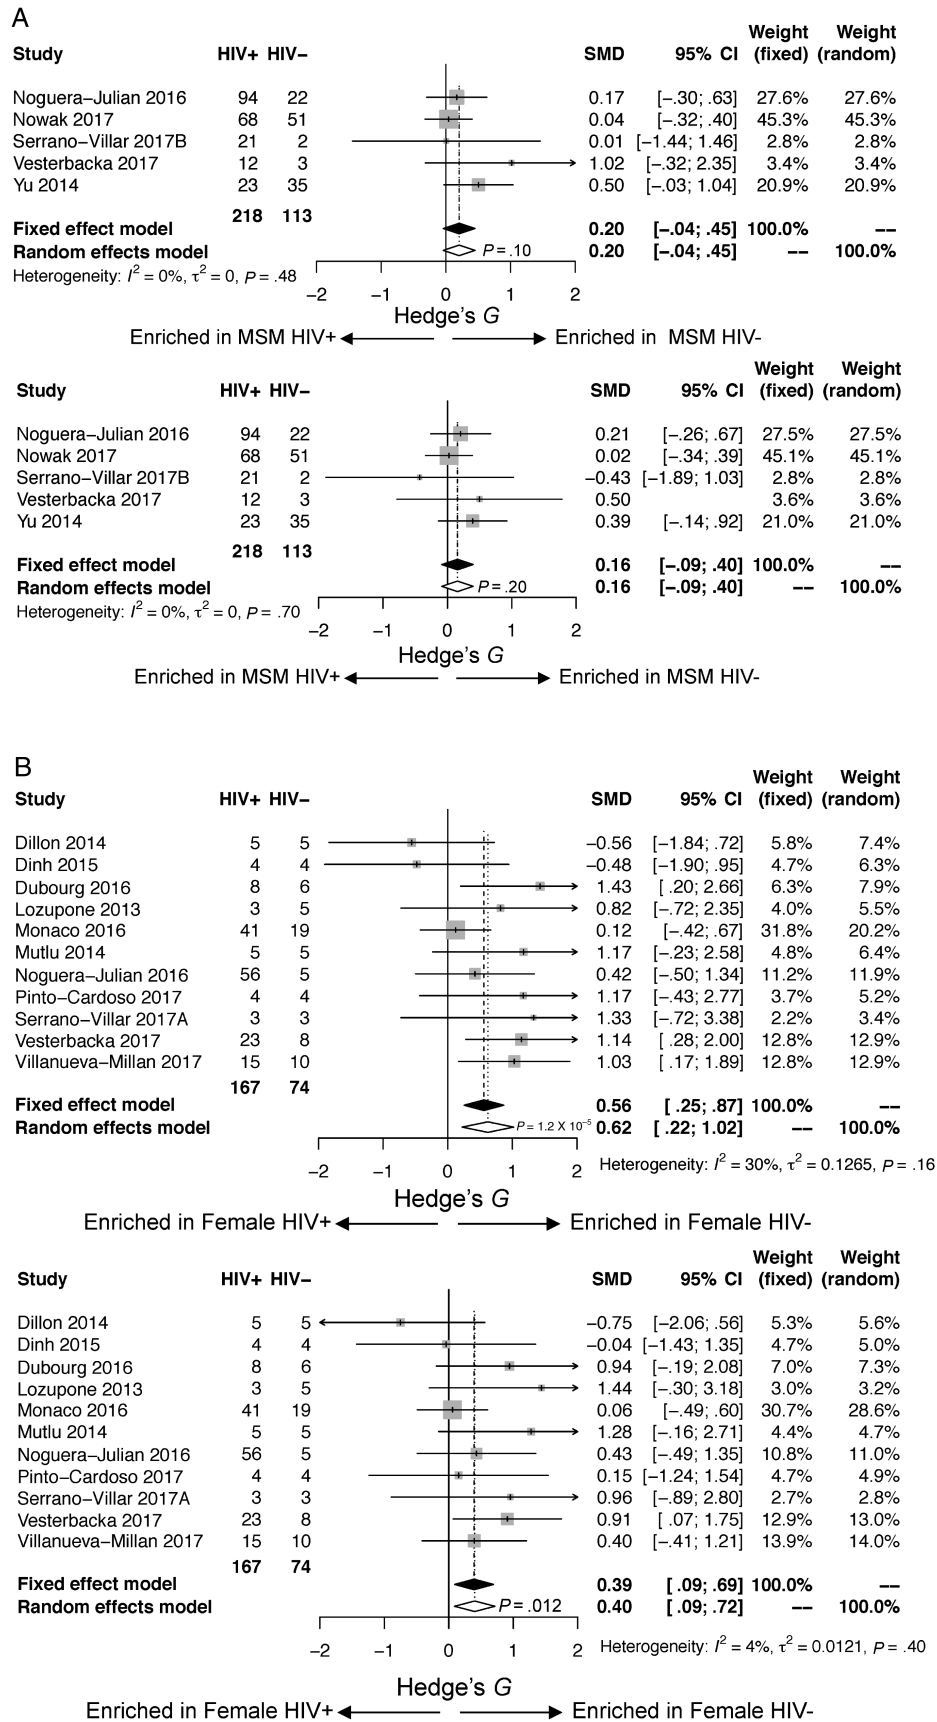 A
Weight Weight
Study HIV+ HIV− SMD 95% CI (fixed) (random)
Noguera−Julian 2016 94 22 0.17 [−.30; .63] 27.6% 27.6%
Nowak 2017 68 51 0.04 [−.32; .40] 45.3% 45.3%
Serrano−Villar 2017B 21 2 0.01 [−1.44; 1.46] 2.8% 2.8%
Vesterbacka 2017 12 3 1.02 [−.32; 2.35] 3.4% 3.4%
Yu 2014 23 35 0.50 [−.03; 1.04] 20.9% 20.9%
218 113
Fixed effect model 0.20 [−.04; .45] 100.0% −−
Random effects model P = .10 0.20 [−.04; .45] −− 100.0%
Heterogeneity: I² = 0%, τ² = 0, P = .48
−2 −1 0 1 2
Hedge's G
Enriched in MSM HIV+ Enriched in MSM HIV-
Weight Weight
Study HIV+ HIV− SMD 95% CI (fixed) (random)
Noguera−Julian 2016 94 22 0.21 [−.26; .67] 27.5% 27.5%
Nowak 2017 68 51 0.02 [−.34; .39] 45.1% 45.1%
Serrano−Villar 2017B 21 2 −0.43 [−1.89; 1.03] 2.8% 2.8%
Vesterbacka 2017 12 3 0.50 3.6% 3.6%
Yu 2014 23 35 0.39 [−.14; .92] 21.0% 21.0%
218 113
Fixed effect model 0.16 [−.09; .40] 100.0% −−
Random effects model P = .20 0.16 [−.09; .40] −− 100.0%
Heterogeneity: I² = 0%, τ² = 0, P = .70
−2 −1 0 1 2
Hedge's G
Enriched in MSM HIV+ Enriched in MSM HIV-
B
Weight Weight
Study HIV+ HIV− SMD 95% CI (fixed) (random)
Dillon 2014 5 5 −0.56 [−1.84; .72] 5.8% 7.4%
Dinh 2015 4 4 −0.48 [−1.90; .95] 4.7% 6.3%
Dubourg 2016 8 6 1.43 [ .20; 2.66] 6.3% 7.9%
Lozupone 2013 3 5 0.82 [−.72; 2.35] 4.0% 5.5%
Monaco 2016 41 19 0.12 [−.42; .67] 31.8% 20.2%
Mutlu 2014 5 5 1.17 [−.23; 2.58] 4.8% 6.4%
Noguera−Julian 2016 56 5 0.42 [−.50; 1.34] 11.2% 11.9%
Pinto−Cardoso 2017 4 4 1.17 [−.43; 2.77] 3.7% 5.2%
Serrano−Villar 2017A 3 3 1.33 [−.72; 3.38] 2.2% 3.4%
Vesterbacka 2017 23 8 1.14 [ .28; 2.00] 12.8% 12.9%
Villanueva−Millan 2017 15 10 1.03 [ .17; 1.89] 12.8% 12.9%
167 74
Fixed effect model 0.56 [ .25; .87] 100.0% −−
Random effects model P = 1.2 X 10⁻⁵ 0.62 [ .22; 1.02] −− 100.0%
Heterogeneity: I² = 30%, τ² = 0.1265, P = .16
−2 −1 0 1 2
Hedge's G
Enriched in Female HIV+ Enriched in Female HIV-
Weight Weight
Study HIV+ HIV− SMD 95% CI (fixed) (random)
Dillon 2014 5 5 −0.75 [−2.06; .56] 5.3% 5.6%
Dinh 2015 4 4 −0.04 [−1.43; 1.35] 4.7% 5.0%
Dubourg 2016 8 6 0.94 [−.19; 2.08] 7.0% 7.3%
Lozupone 2013 3 5 1.44 [−.30; 3.18] 3.0% 3.2%
Monaco 2016 41 19 0.06 [−.49; .60] 30.7% 28.6%
Mutlu 2014 5 5 1.28 [−.16; 2.71] 4.4% 4.7%
Noguera−Julian 2016 56 5 0.43 [−.49; 1.35] 10.8% 11.0%
Pinto−Cardoso 2017 4 4 0.15 [−1.24; 1.54] 4.7% 4.9%
Serrano−Villar 2017A 3 3 0.96 [−.89; 2.80] 2.7% 2.8%
Vesterbacka 2017 23 8 0.91 [ .07; 1.75] 12.9% 13.0%
Villanueva−Millan 2017 15 10 0.40 [−.41; 1.21] 13.9% 14.0%
167 74
Fixed effect model 0.39 [ .09; .69] 100.0% −−
Random effects model P = .012 0.40 [ .09; .72] −− 100.0%
Heterogeneity: I² = 4%, τ² = 0.0121, P = .40
−2 −1 0 1 2
Hedge's G
Enriched in Female HIV+ Enriched in Female HIV-